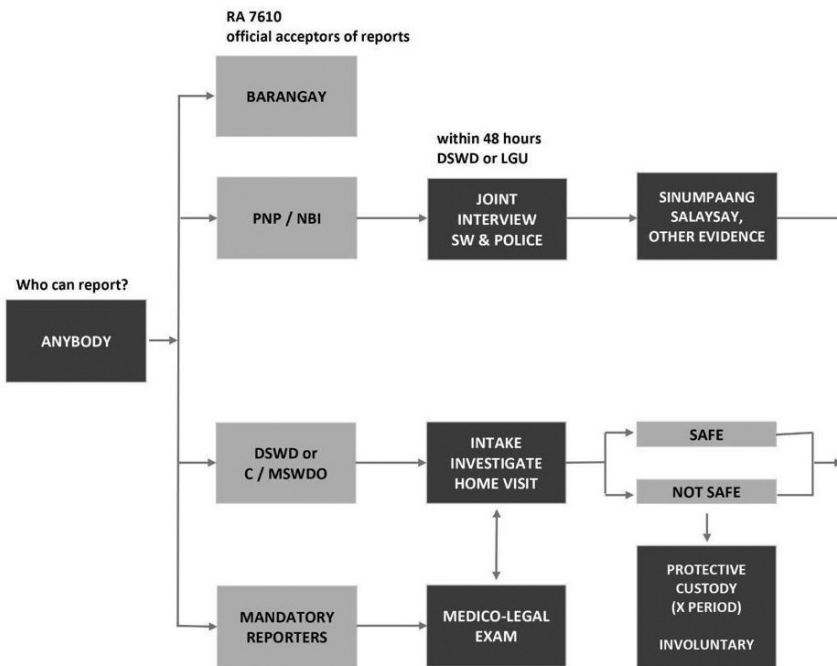 RA 7610
official acceptors of reports
BARANGAY
within 48 hours
DSWD or LGU
PNP / NBI
JOINT
INTERVIEW
SW & POLICE
SINUMPAANG
SALAYSAY,
OTHER EVIDENCE
Who can report?
ANYBODY
DSWD or
C / MSWDO
INTAKE
INVESTIGATE
HOME VISIT
SAFE
NOT SAFE
PROTECTIVE
CUSTODY
(X PERIOD)
INVOLUNTARY
MANDATORY
REPORTERS
MEDICO-LEGAL
EXAM